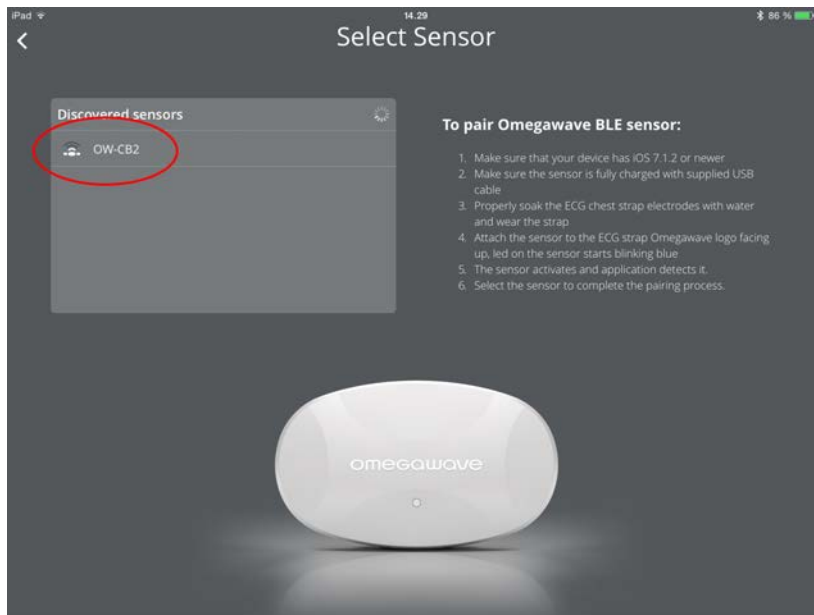 iPad
14.29
86 %
Select Sensor
Discovered sensors
OW-CB2
To pair Omegawave BLE sensor:
1. Make sure that your device has iOS 7.1.2 or newer
2. Make sure the sensor is fully charged with supplied USB
cable
3. Properly soak the ECG chest strap electrodes with water
and wear the strap
4. Attach the sensor to the ECG strap Omegawave logo facing
up, led on the sensor starts blinking blue
5. The sensor activates and application detects it.
6. Select the sensor to complete the pairing process.
omegawave